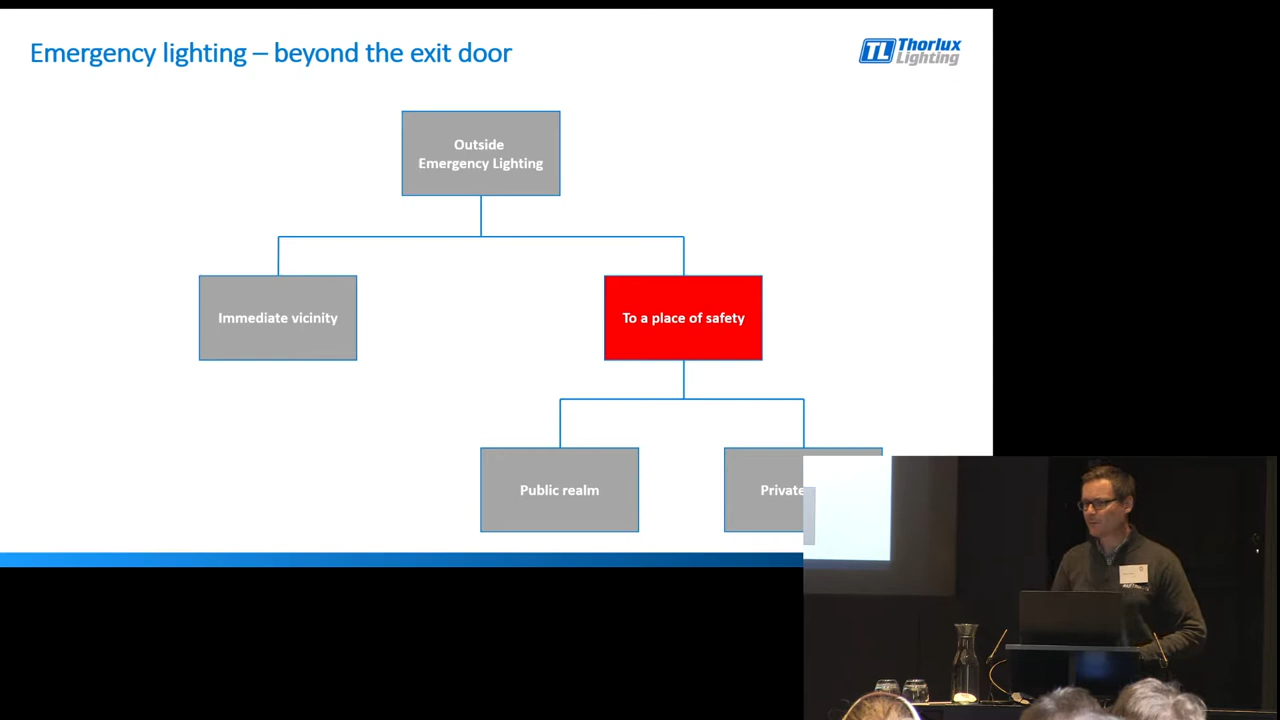 Emergency lighting – beyond the exit door
TL Thorlux
Lighting
Outside
Emergency Lighting
Immediate vicinity
To a place of safety
Public realm
Private